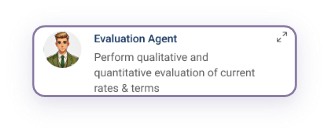 Evaluation Agent
Perform qualitative and
quantitative evaluation of current
rates & terms